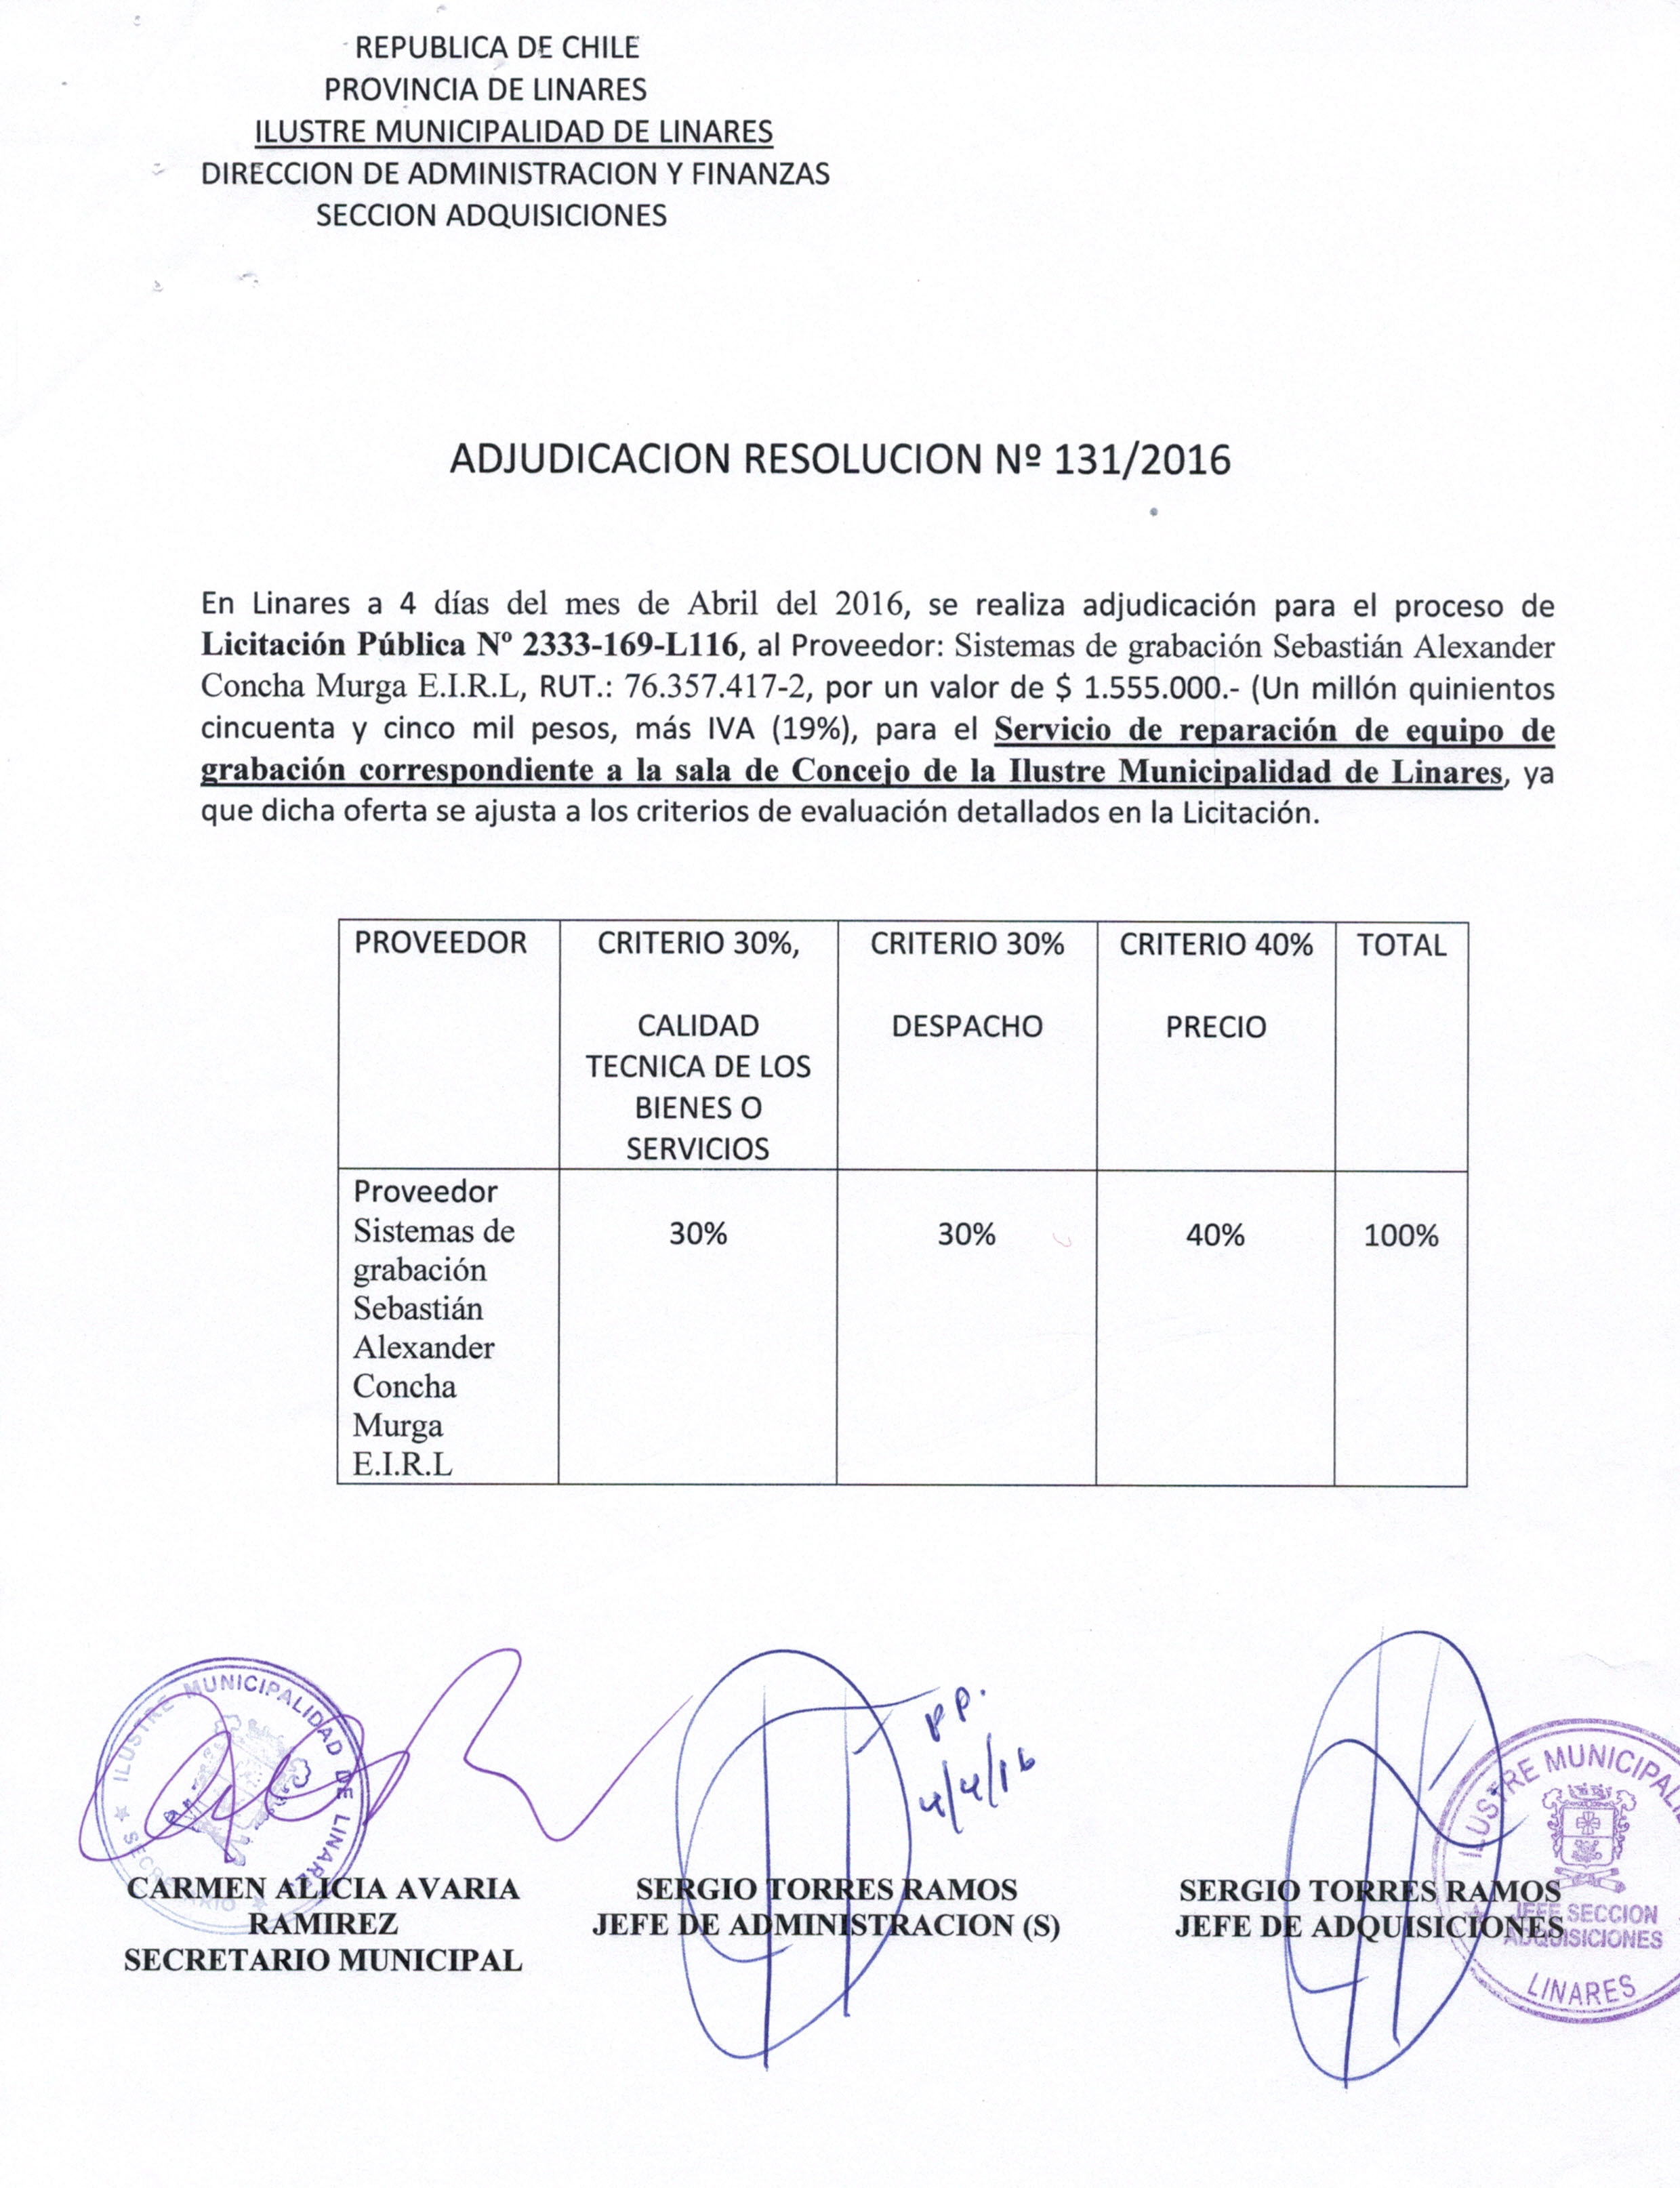 REPUBLICA DE CHILE
PROVINCIA DE LINARES
ILUSTRE MUNICIPALIDAD DE LINARES
DIRECCION DE ADMINISTRACION Y FINANZAS
SECCION ADQUISICIONES
ADJUDICACION RESOLUCION Nº 131/2016
En Linares a 4 días del mes de Abril del 2016, se realiza adjudicación para el proceso de
Licitación Pública Nº 2333-169-L116, al Proveedor: Sistemas de grabación Sebastián Alexander
Concha Murga E.I.R.L, RUT.: 76.357.417-2, por un valor de $ 1.555.000.- (Un millón quinientos
cincuenta y cinco mil pesos, más IVA (19%), para el Servicio de reparación de equipo de
grabación correspondiente a la sala de Concejo de la Ilustre Municipalidad de Linares, ya
que dicha oferta se ajusta a los criterios de evaluación detallados en la Licitación.
PROVEEDOR
CRITERIO 30%,
CALIDAD
TECNICA DE LOS
BIENES O
SERVICIOS
CRITERIO 30%
DESPACHO
CRITERIO 40%
PRECIO
TOTAL
Proveedor
Sistemas de
grabación
Sebastián
Alexander
Concha
Murga
E.I.R.L
30%
30%
40%
100%
ILUSTRE MUNICIPALIDAD DE LINARES
SECRETARIO
PP.
4/4/16
ILUSTRE MUNICIPALI
JEFE SECCION
ADQUISICIONES
LINARES
CARMEN ALICIA AVARIA
RAMIREZ
SECRETARIO MUNICIPAL
SERGIO TORRES RAMOS
JEFE DE ADMINISTRACION (S)
SERGIO TORRES RAMOS
JEFE DE ADQUISICIONES